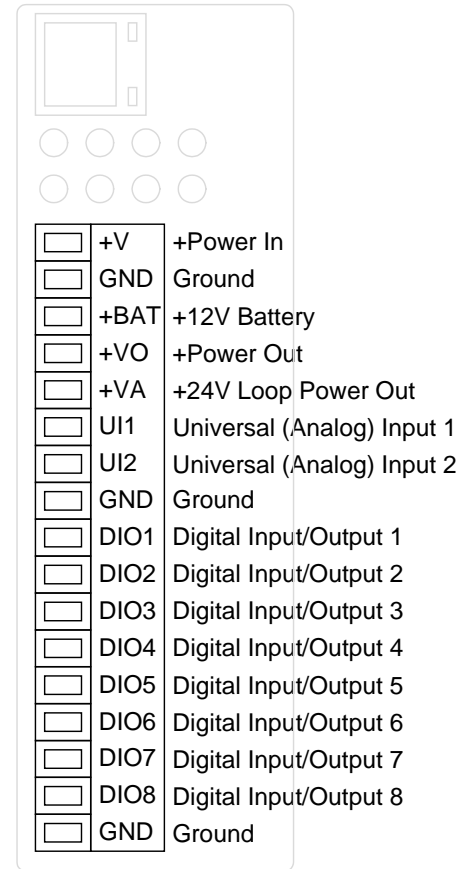 +V +Power In
GND Ground
+BAT +12V Battery
+VO +Power Out
+VA +24V Loop Power Out
UI1 Universal (Analog) Input 1
UI2 Universal (Analog) Input 2
GND Ground
DIO1 Digital Input/Output 1
DIO2 Digital Input/Output 2
DIO3 Digital Input/Output 3
DIO4 Digital Input/Output 4
DIO5 Digital Input/Output 5
DIO6 Digital Input/Output 6
DIO7 Digital Input/Output 7
DIO8 Digital Input/Output 8
GND Ground